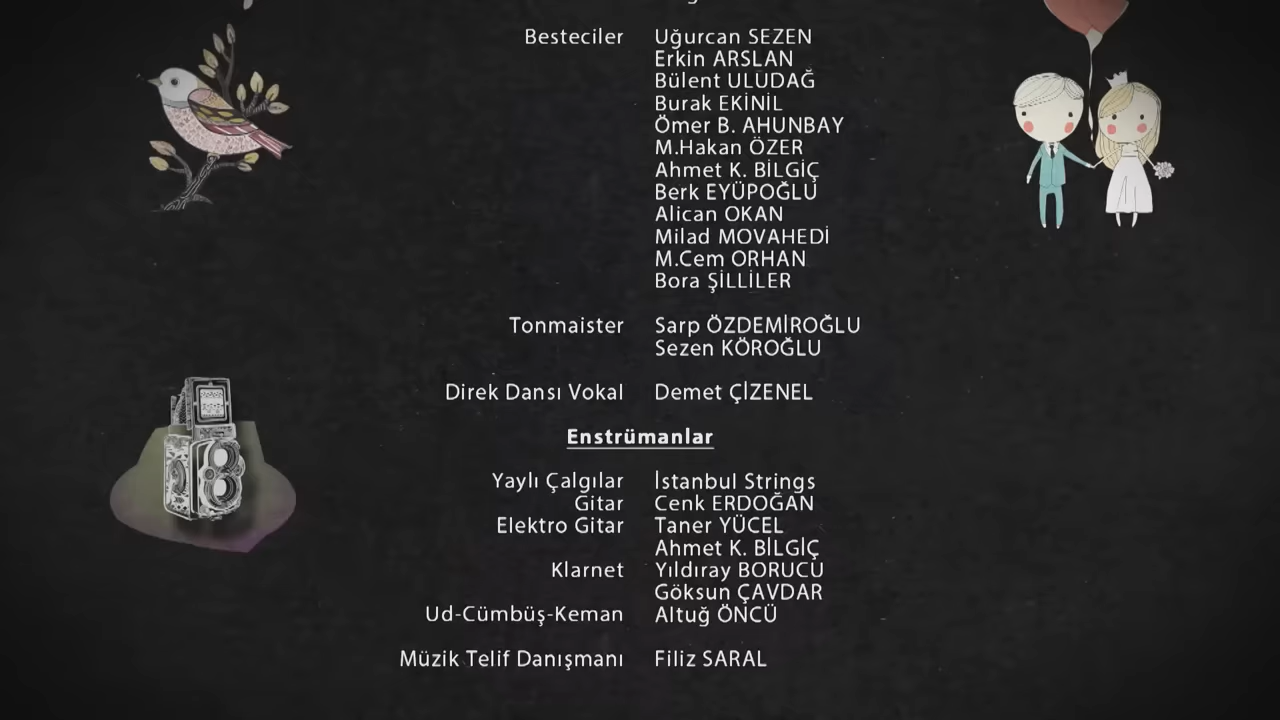 Besteciler Uğurcan SEZEN
Erkin ARSLAN
Bülent ULUDAĞ
Burak EKİNİL
Ömer B. AHUNBAY
M.Hakan ÖZER
Ahmet K. BİLGİÇ
Berk EYÜPOĞLU
Alican OKAN
Milad MOVAHEDİ
M.Cem ORHAN
Bora ŞİLLİLER
Tonmaister Sarp ÖZDEMİROĞLU
Sezen KÖROĞLU
Direk Dansı Vokal Demet ÇİZENEL
Enstrümanlar
Yaylı Çalgılar İstanbul Strings
Gitar Cenk ERDOĞAN
Elektro Gitar Taner YÜCEL
Ahmet K. BİLGİÇ
Klarnet Yıldıray BORUCU
Göksun ÇAVDAR
Ud-Cümbüş-Keman Altuğ ÖNCÜ
Müzik Telif Danışmanı Filiz SARAL